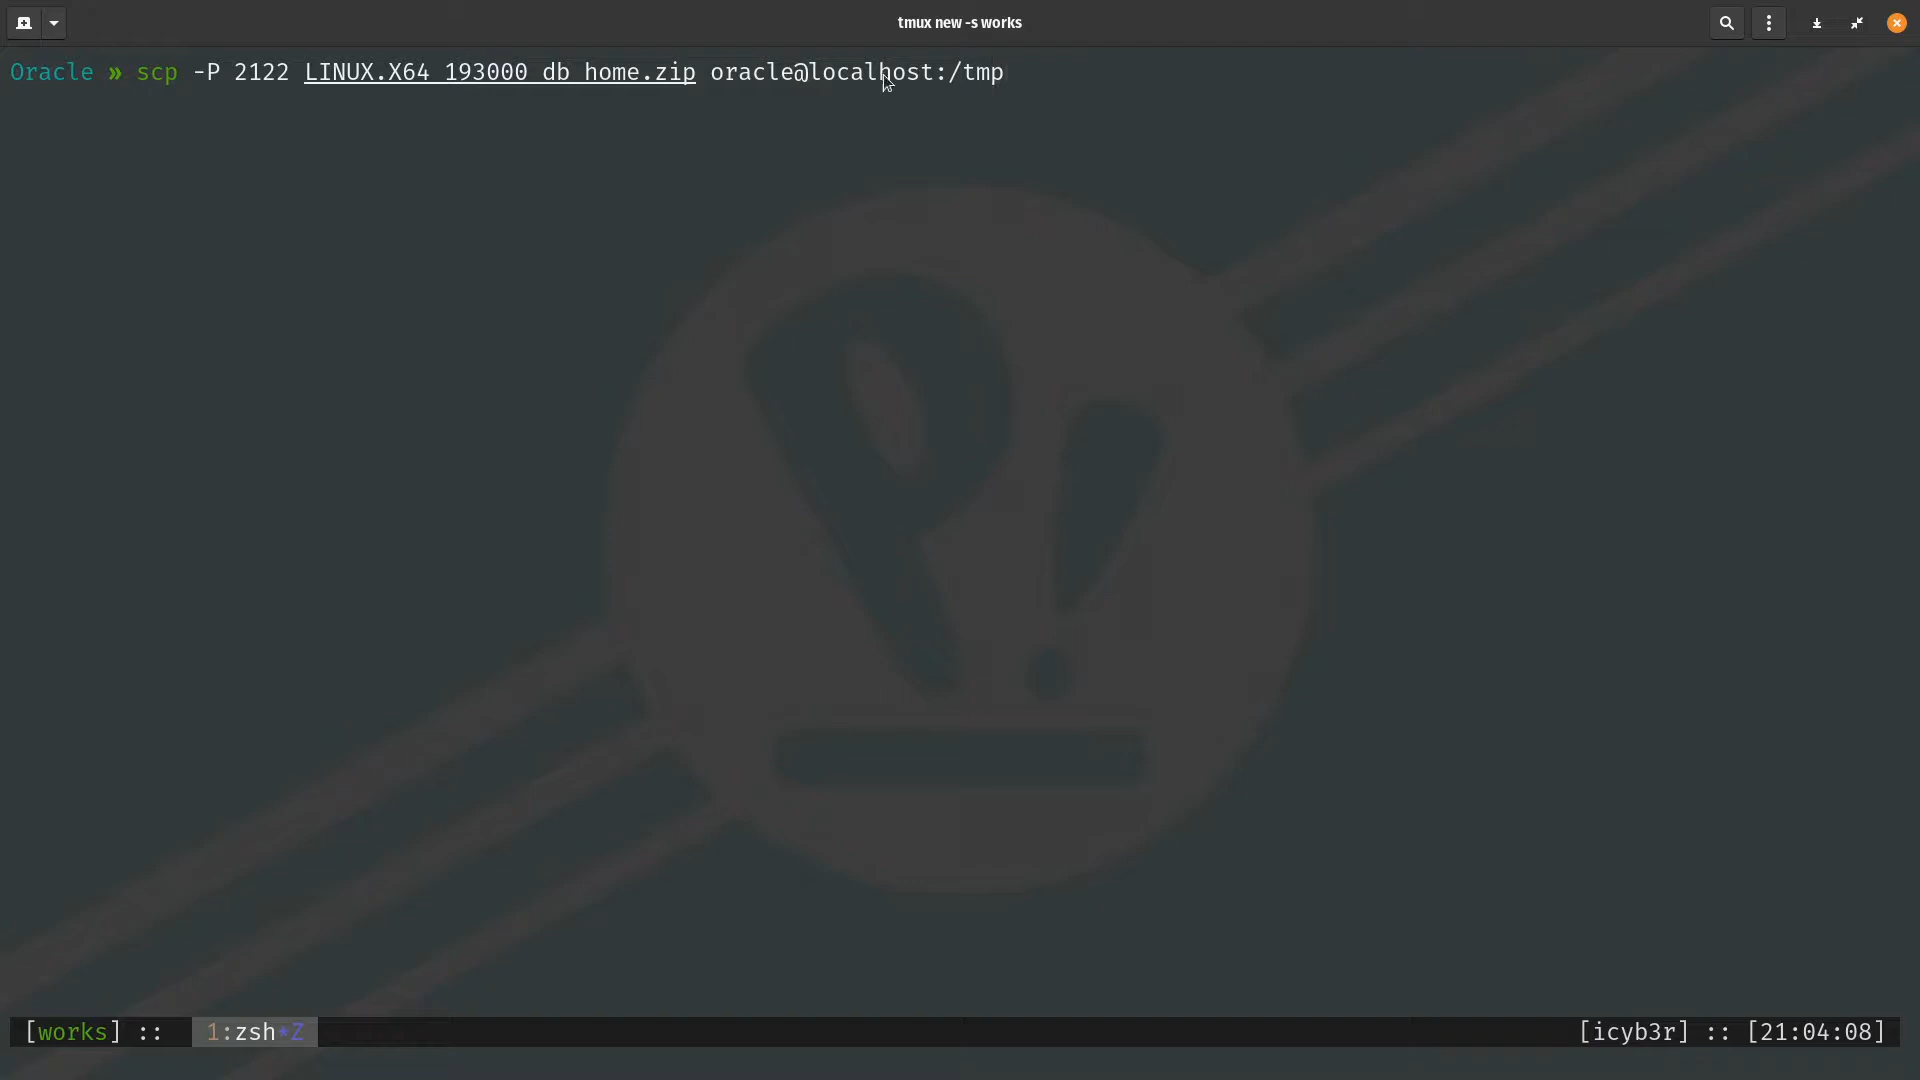 tmux new -s works
Oracle » scp -P 2122 LINUX.X64_193000_db_home.zip oracle@localhost:/tmp
[works] :: 1:zsh*Z [icyb3r] :: [21:04:08]